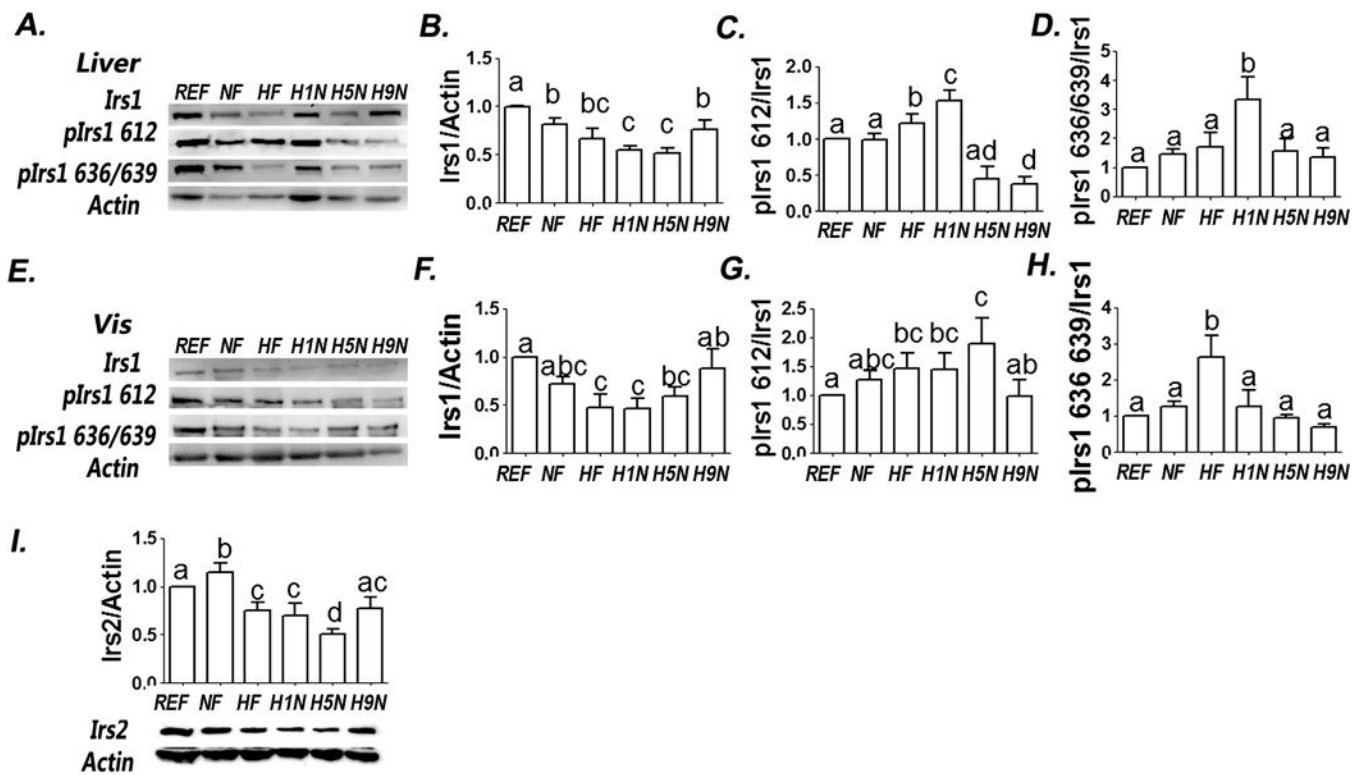 A.
Liver
REF NF HF H1N H5N H9N
Irs1
pIrs1 612
pIrs1 636/639
Actin
B.
Irs1/Actin
1.5
a
b
bc
c
c
b
1.0
0.5
0.0
REF NF HF H1N H5N H9N
C.
pIrs1 612/Irs1
2.0
a
a
b
c
ad
d
1.5
1.0
0.5
0.0
REF NF HF H1N H5N H9N
D.
pIrs1 636/639/Irs1
5
a
a
a
b
a
a
4
3
2
1
0
REF NF HF H1N H5N H9N
E.
Vis
REF NF HF H1N H5N H9N
Irs1
pIrs1 612
pIrs1 636/639
Actin
F.
Irs1/Actin
1.5
a
abc
c
c
bc
ab
1.0
0.5
0.0
REF NF HF H1N H5N H9N
G.
pIrs1 612/Irs1
2.5
a
abc
bc
bc
c
ab
2.0
1.5
1.0
0.5
0.0
REF NF HF H1N H5N H9N
H.
pIrs1 636 639/Irs1
4
a
a
b
a
a
a
3
2
1
0
REF NF HF H1N H5N H9N
I.
Irs2/Actin
1.5
a
b
c
c
d
ac
1.0
0.5
0.0
REF NF HF H1N H5N H9N
Irs2
Actin